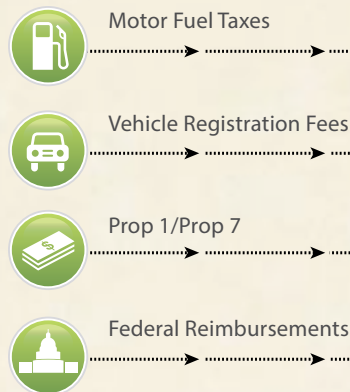 Motor Fuel Taxes
Vehicle Registration Fees
Prop 1/Prop 7
$
Federal Reimbursements